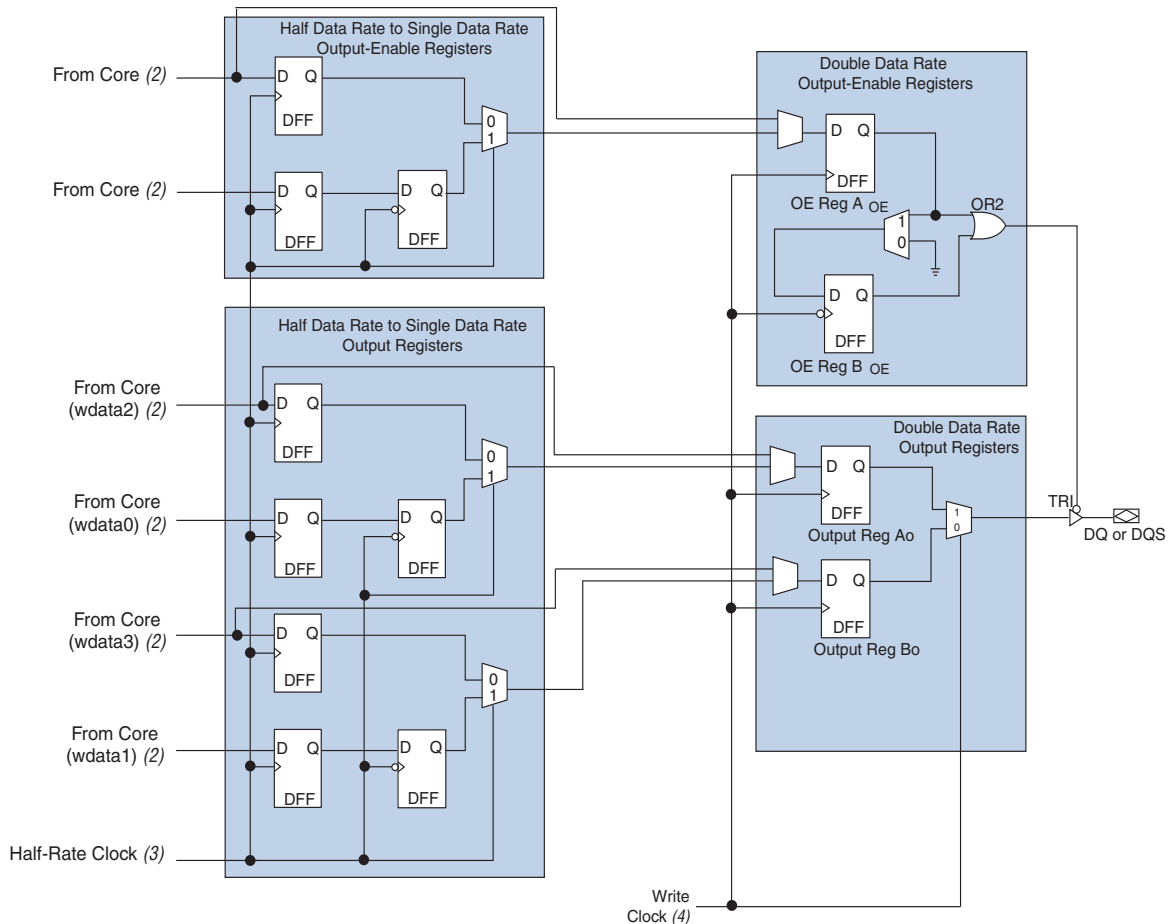 Half Data Rate to Single Data Rate
Output-Enable Registers
From Core (2)
D Q
DFF
0
1
From Core (2)
D Q
DFF
D Q
DFF
Double Data Rate
Output-Enable Registers
D Q
DFF
OE Reg A OE
OR2
1
0
D Q
DFF
OE Reg B OE
Half Data Rate to Single Data Rate
Output Registers
From Core
(wdata2) (2)
D Q
DFF
0
1
From Core
(wdata0) (2)
D Q
DFF
D Q
DFF
From Core
(wdata3) (2)
D Q
DFF
0
1
From Core
(wdata1) (2)
D Q
DFF
D Q
DFF
Half-Rate Clock (3)
Double Data Rate
Output Registers
D Q
DFF
Output Reg Ao
1
0
D Q
DFF
Output Reg Bo
TRI
DQ or DQS
Write
Clock (4)